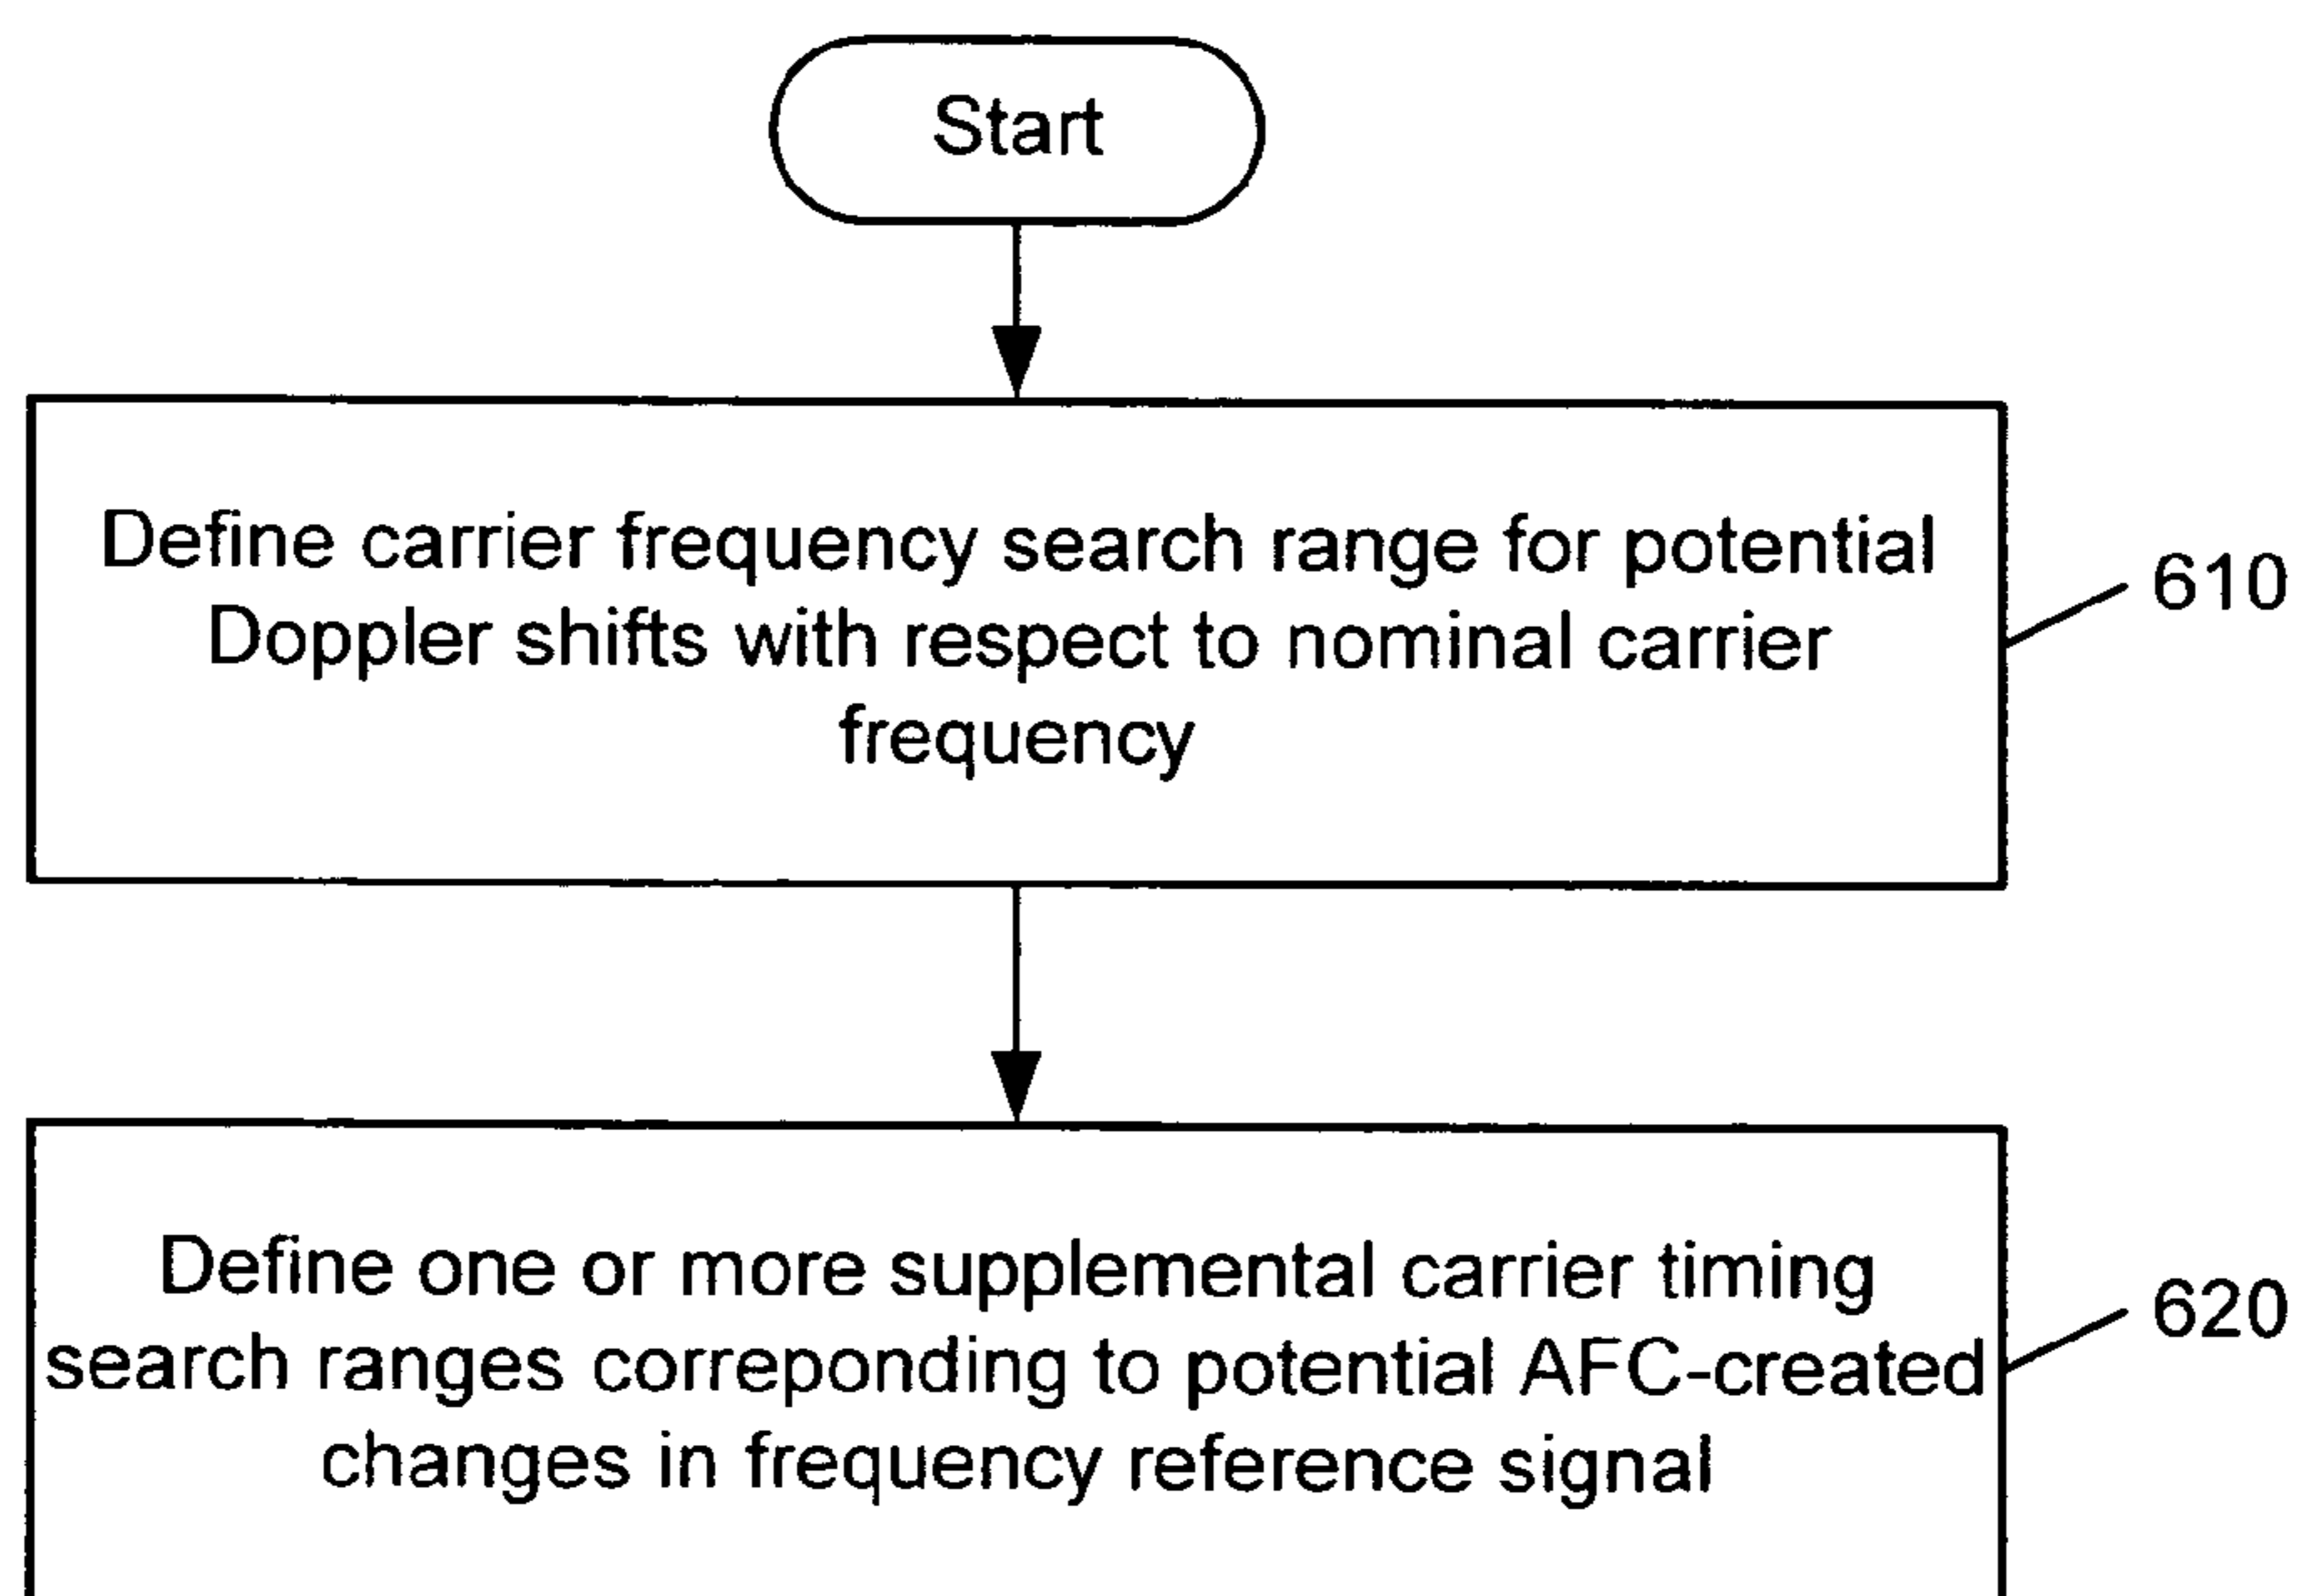 Start
Define carrier frequency search range for potential
Doppler shifts with respect to nominal carrier
frequency
610
Define one or more supplemental carrier timing
search ranges correponding to potential AFC-created
changes in frequency reference signal
620